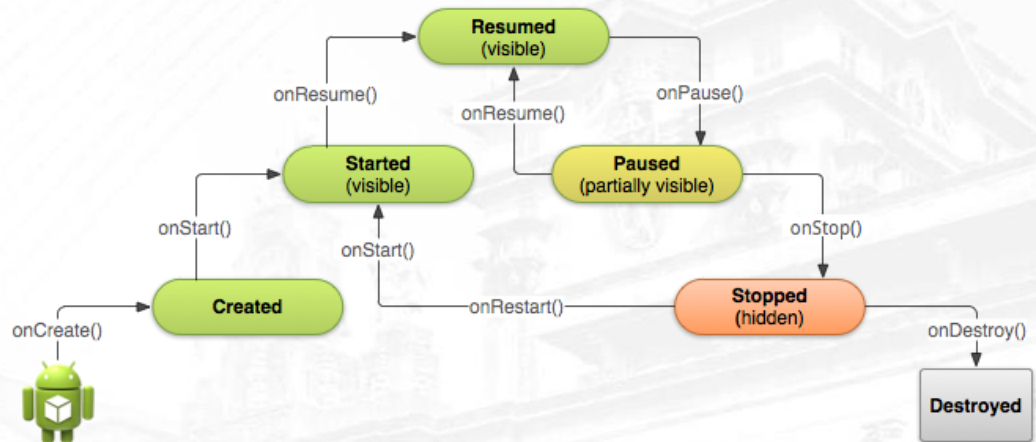 Resumed
(visible)
onResume()
onResume()
onPause()
Started
(visible)
Paused
(partially visible)
onStart()
onStart()
onStop()
Created
onRestart()
Stopped
(hidden)
onCreate()
onDestroy()
Destroyed